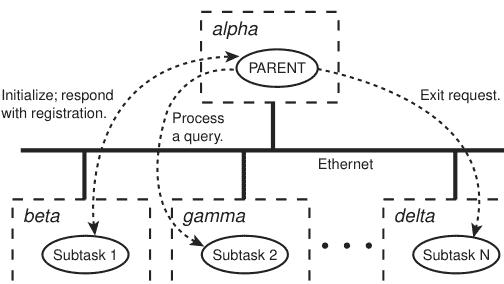 alpha
PARENT
Initialize; respond
with registration.
Process
a query.
Exit request.
Ethernet
beta
gamma
delta
Subtask 1
Subtask 2
Subtask N